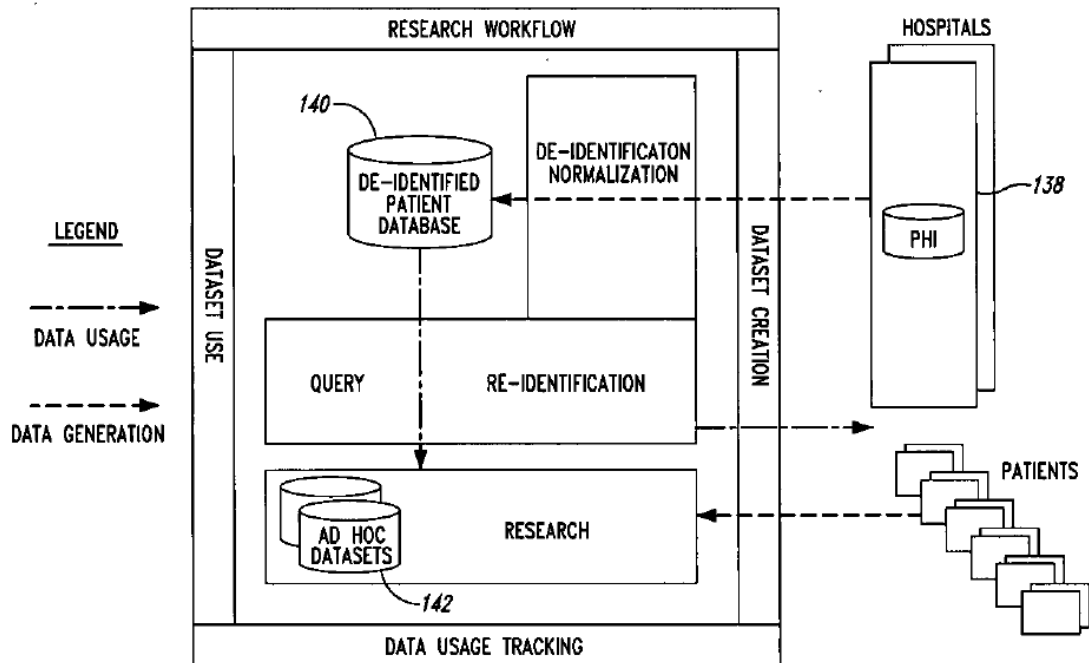 RESEARCH WORKFLOW
HOSPITALS
140
DE-IDENTIFICATON
NORMALIZATION
DE-IDENTIFIED
PATIENT
DATABASE
138
PHI
LEGEND
DATA USAGE
DATA GENERATION
DATASET USE
DATASET CREATION
QUERY
RE-IDENTIFICATION
PATIENTS
AD HOC
DATASETS
RESEARCH
142
DATA USAGE TRACKING